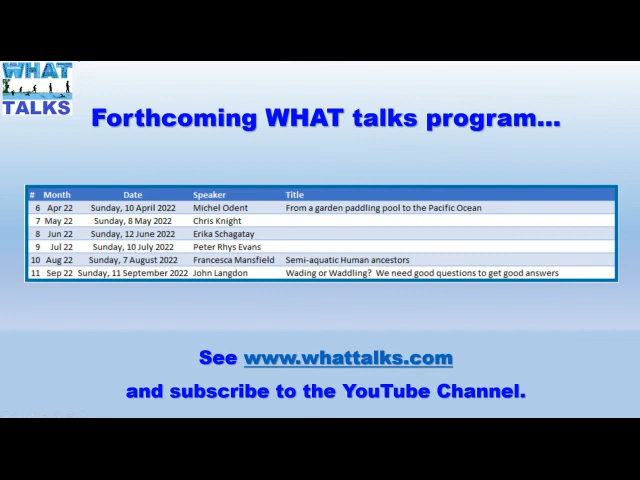 WHAT
TALKS
Forthcoming WHAT talks program...
# Month Date Speaker Title
6 Apr 22 Sunday, 10 April 2022 Michel Odent From a garden paddling pool to the Pacific Ocean
7 May 22 Sunday, 8 May 2022 Chris Knight
8 Jun 22 Sunday, 12 June 2022 Erika Schagatay
9 Jul 22 Sunday, 10 July 2022 Peter Rhys Evans
10 Aug 22 Sunday, 7 August 2022 Francesca Mansfield Semi-aquatic Human ancestors
11 Sep 22 Sunday, 11 September 2022 John Langdon Wading or Waddling? We need good questions to get good answers
See www.whattalks.com
and subscribe to the YouTube Channel.